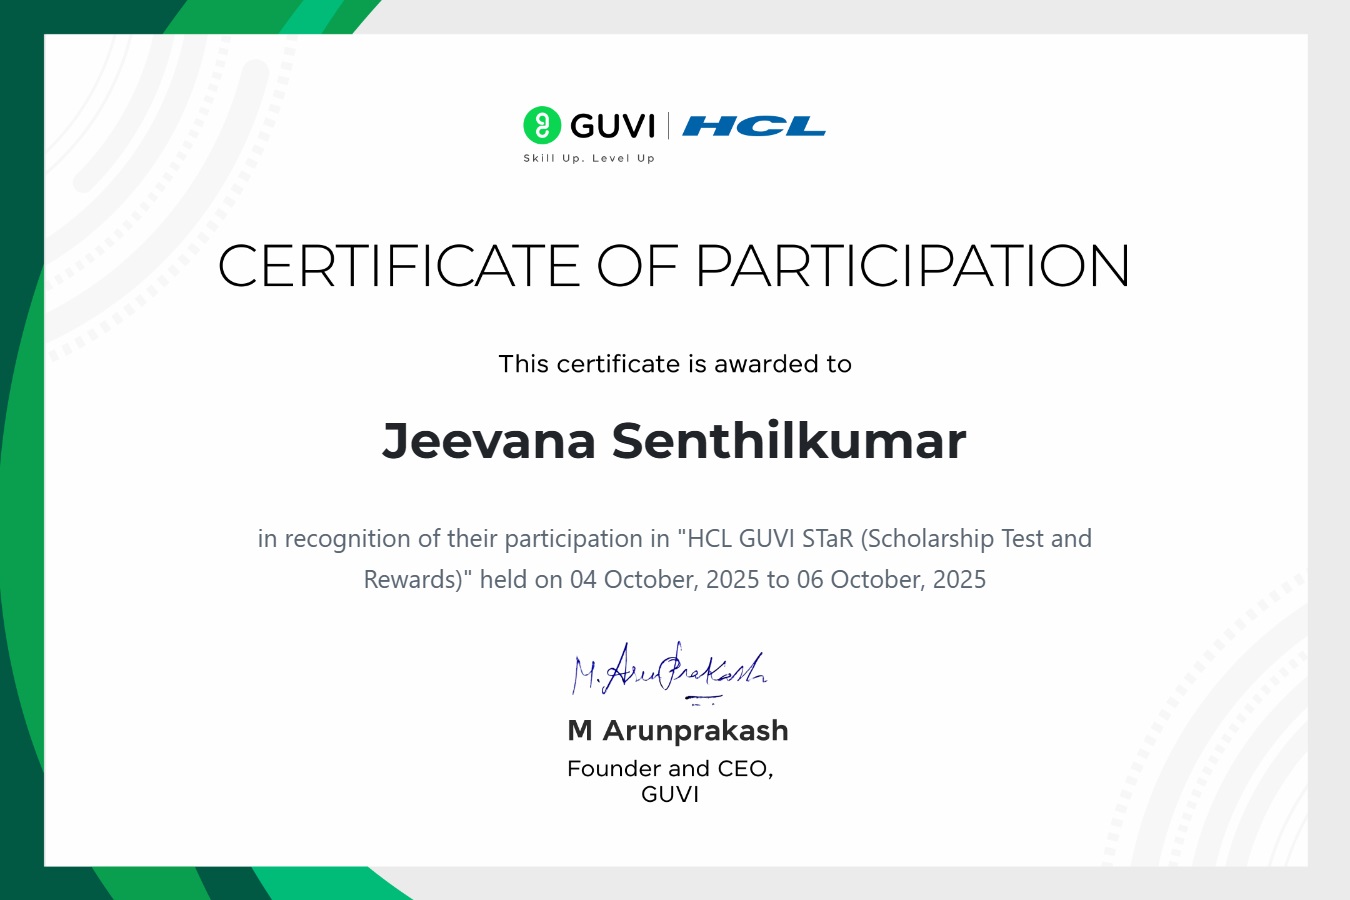 GUVI | HCL
Skill Up. Level Up
CERTIFICATE OF PARTICIPATION
This certificate is awarded to
Jeevana Senthilkumar
in recognition of their participation in "HCL GUVI STaR (Scholarship Test and
Rewards)" held on 04 October, 2025 to 06 October, 2025
M. ArunPrakash
M Arunprakash
Founder and CEO,
GUVI